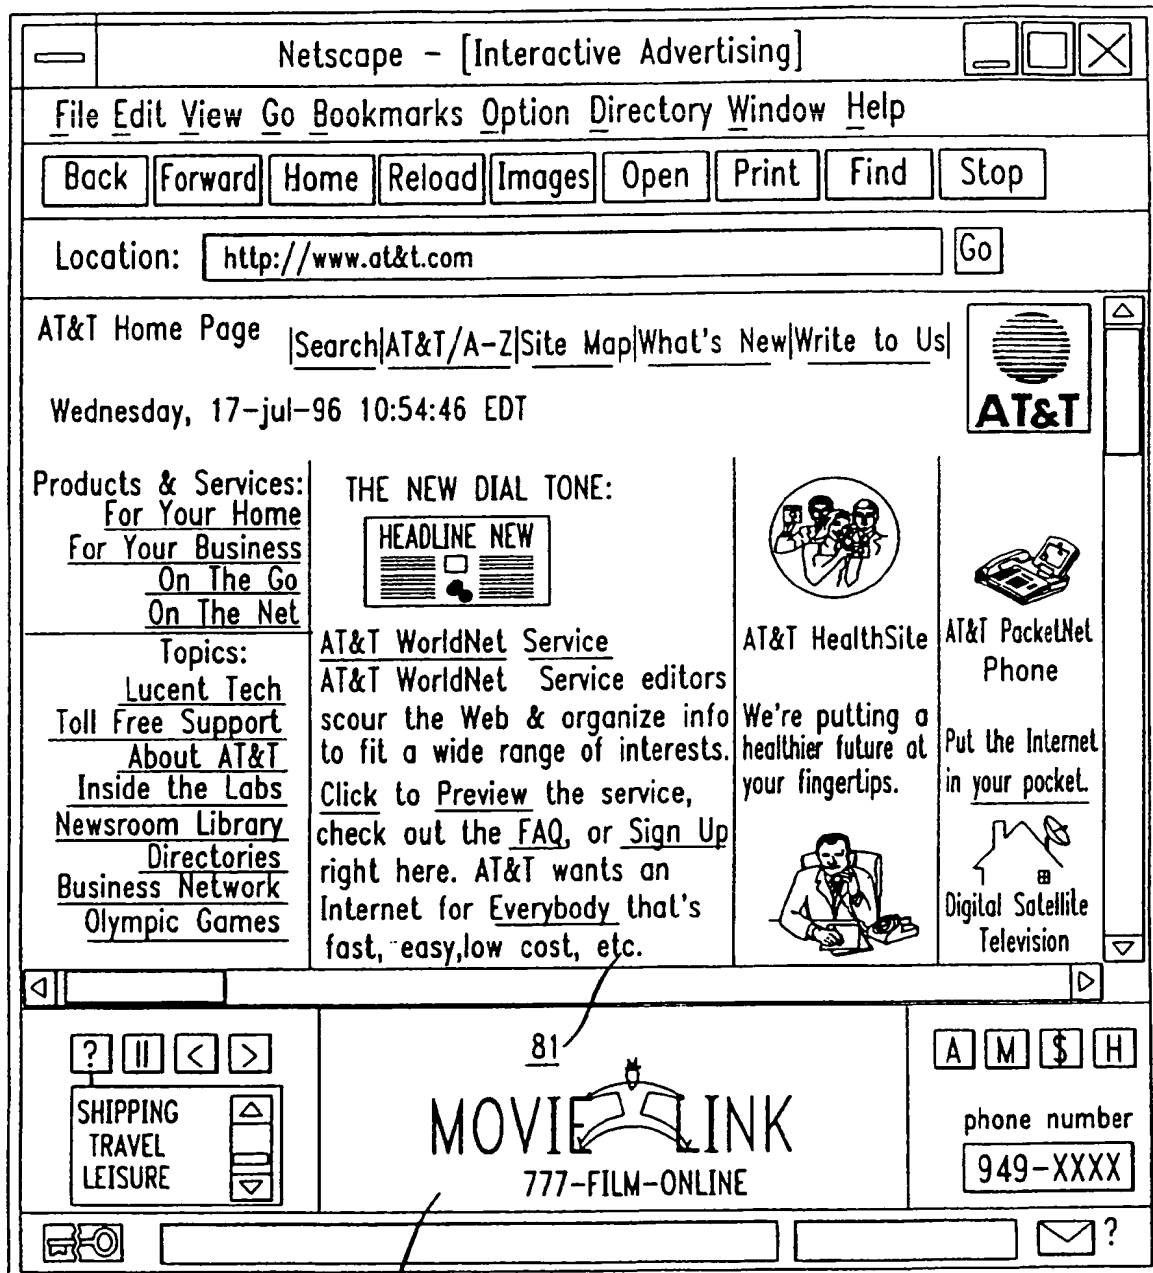 Netscape - [Interactive Advertising]
File Edit View Go Bookmarks Option Directory Window Help
Back Forward Home Reload Images Open Print Find Stop
Location: http://www.at&t.com Go
AT&T Home Page |Search|AT&T/A-Z|Site Map|What's New|Write to Us|
AT&T
Wednesday, 17-jul-96 10:54:46 EDT
Products & Services:
For Your Home
For Your Business
On The Go
On The Net
Topics:
Lucent Tech
Toll Free Support
About AT&T
Inside the Labs
Newsroom Library
Directories
Business Network
Olympic Games
THE NEW DIAL TONE:
HEADLINE NEW
AT&T WorldNet Service
AT&T WorldNet Service editors
scour the Web & organize info
to fit a wide range of interests.
Click to Preview the service,
check out the FAQ, or Sign Up
right here. AT&T wants an
Internet for Everybody that's
fast, easy,low cost, etc.
AT&T HealthSite
We're putting a
healthier future at
your fingertips.
AT&T PacketNet
Phone
Put the Internet
in your pocket.
Digital Satellite
Television
? || < >
SHIPPING
TRAVEL
LEISURE
81
MOVIE LINK
777-FILM-ONLINE
A M $ H
phone number
949-XXXX
?